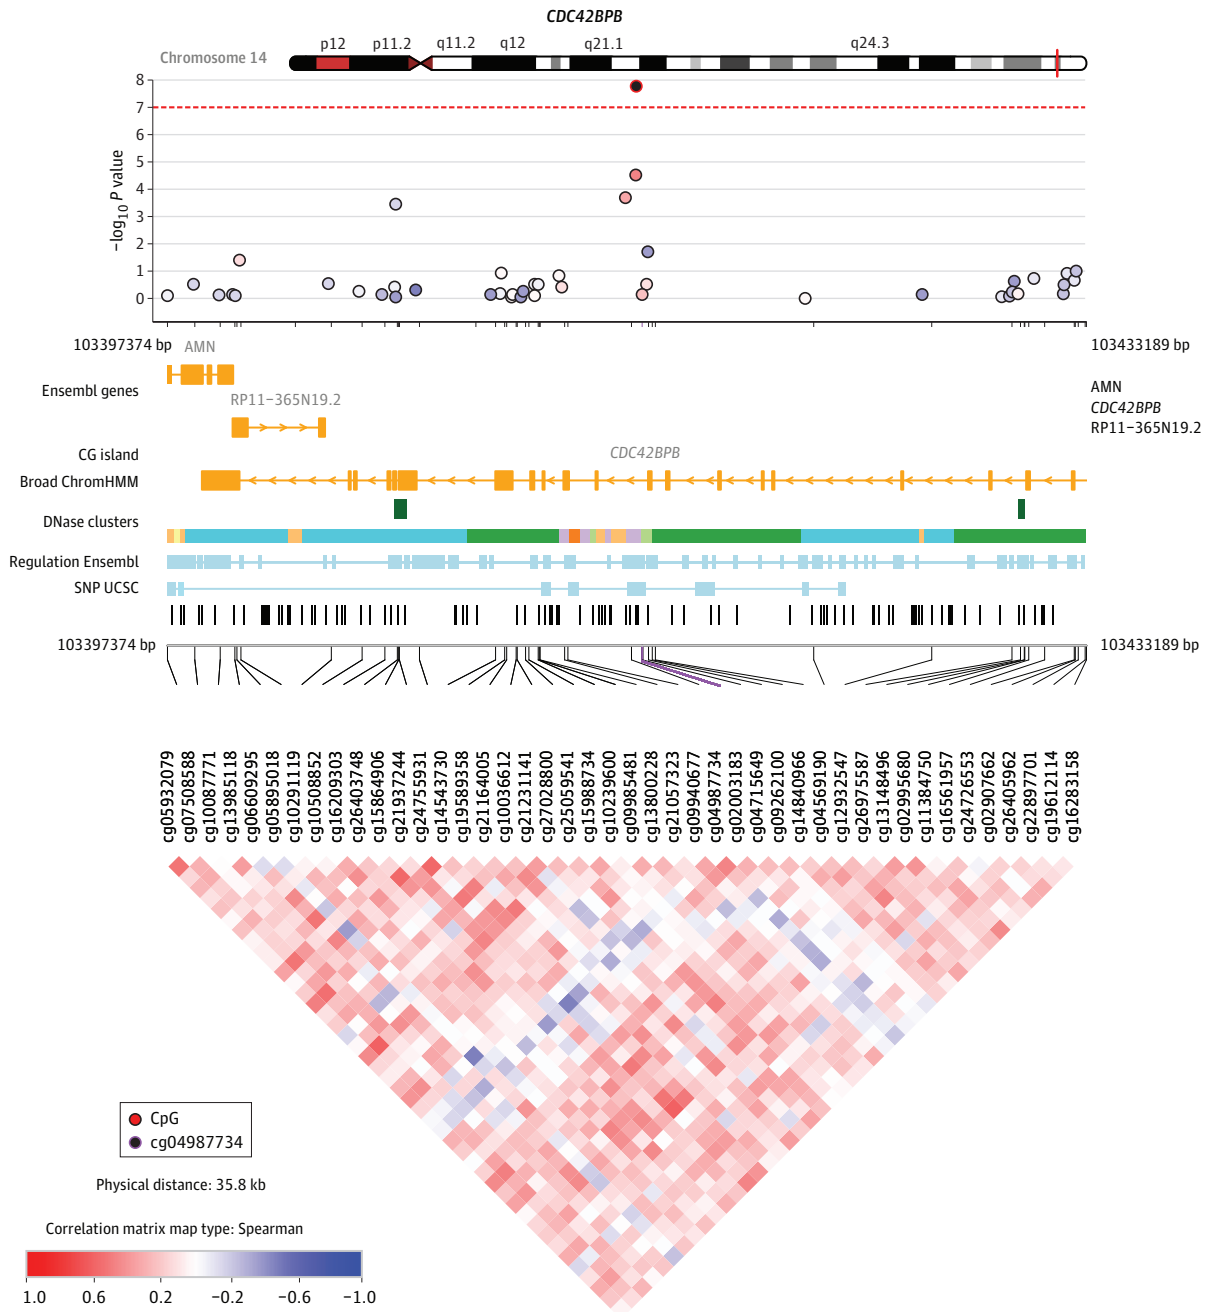 CDC42BPB
Chromosome 14
p12 p11.2 q11.2 q12 q21.1 q24.3
8
7
6
5
4
3
2
1
0
−log10 P value
103397374 bp
103433189 bp
AMN
Ensembl genes
RP11−365N19.2
AMN
CDC42BPB
RP11−365N19.2
CG island
CDC42BPB
Broad ChromHMM
DNase clusters
Regulation Ensembl
SNP UCSC
103397374 bp
103433189 bp
cg05932079
cg07508588
cg10087771
cg13985118
cg06609295
cg05895018
cg10291119
cg10508852
cg16209303
cg26403748
cg15864906
cg21937244
cg24755931
cg14543730
cg19589358
cg21164005
cg10036612
cg21231141
cg27028800
cg25059541
cg15988734
cg10239600
cg09985481
cg13800228
cg21057323
cg09940677
cg04987734
cg02003183
cg04715649
cg09262100
cg14840966
cg04569190
cg12932547
cg26975587
cg13148496
cg02995680
cg11384750
cg16561957
cg24726553
cg02907662
cg26405962
cg22897701
cg19612114
cg16283158
CpG
cg04987734
Physical distance: 35.8 kb
Correlation matrix map type: Spearman
1.0 0.6 0.2 −0.2 −0.6 −1.0